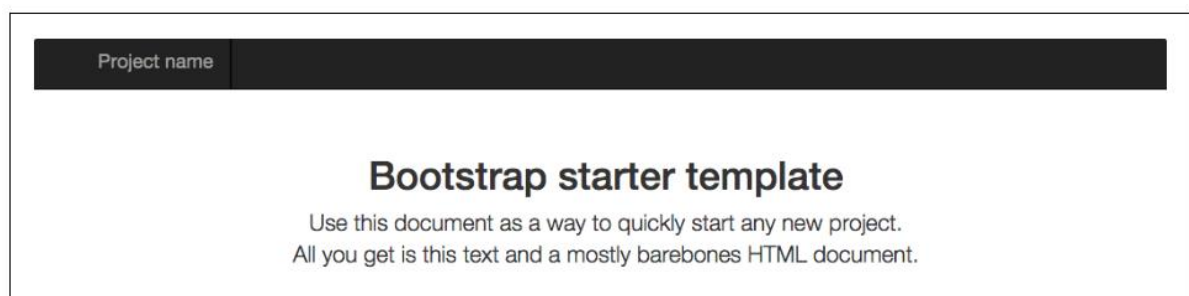 Project name
Bootstrap starter template
Use this document as a way to quickly start any new project.
All you get is this text and a mostly barebones HTML document.